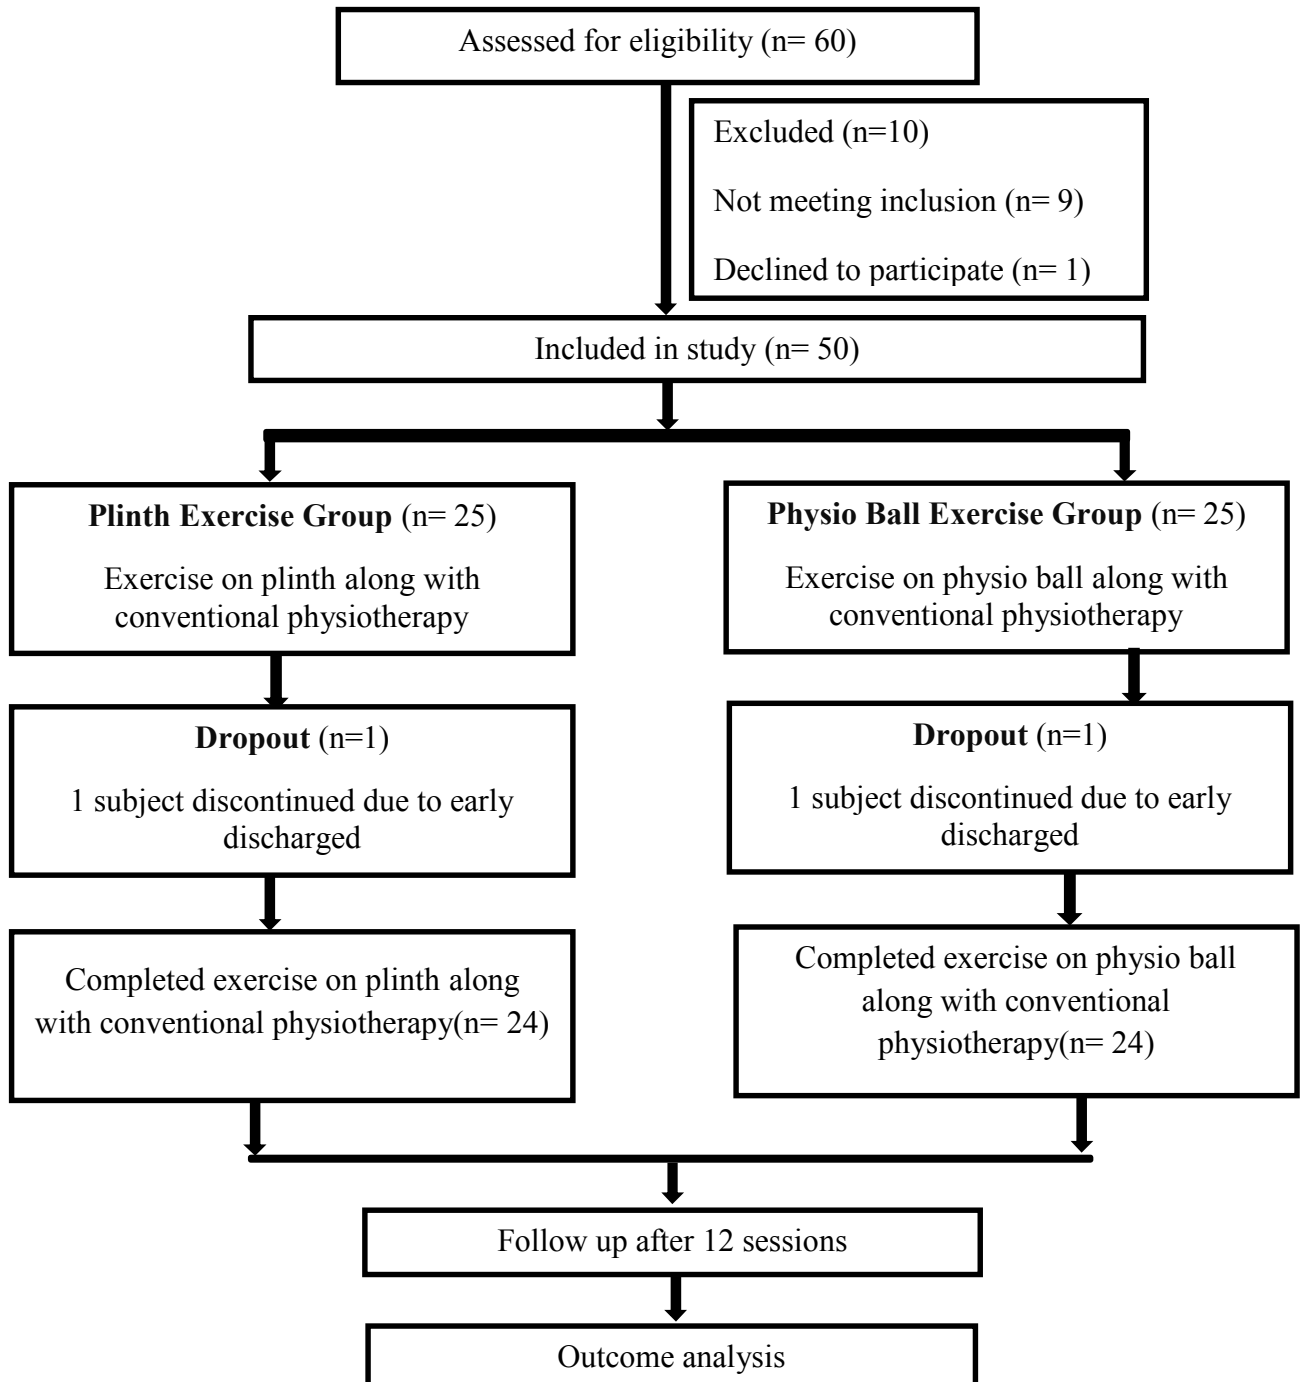 Assessed for eligibility (n= 60)
Excluded (n=10)
Not meeting inclusion (n= 9)
Declined to participate (n= 1)
Included in study (n= 50)
Plinth Exercise Group (n= 25)
Exercise on plinth along with
conventional physiotherapy
Physio Ball Exercise Group (n= 25)
Exercise on physio ball along with
conventional physiotherapy
Dropout (n=1)
1 subject discontinued due to early
discharged
Dropout (n=1)
1 subject discontinued due to early
discharged
Completed exercise on plinth along
with conventional physiotherapy(n= 24)
Completed exercise on physio ball
along with conventional
physiotherapy(n= 24)
Follow up after 12 sessions
Outcome analysis